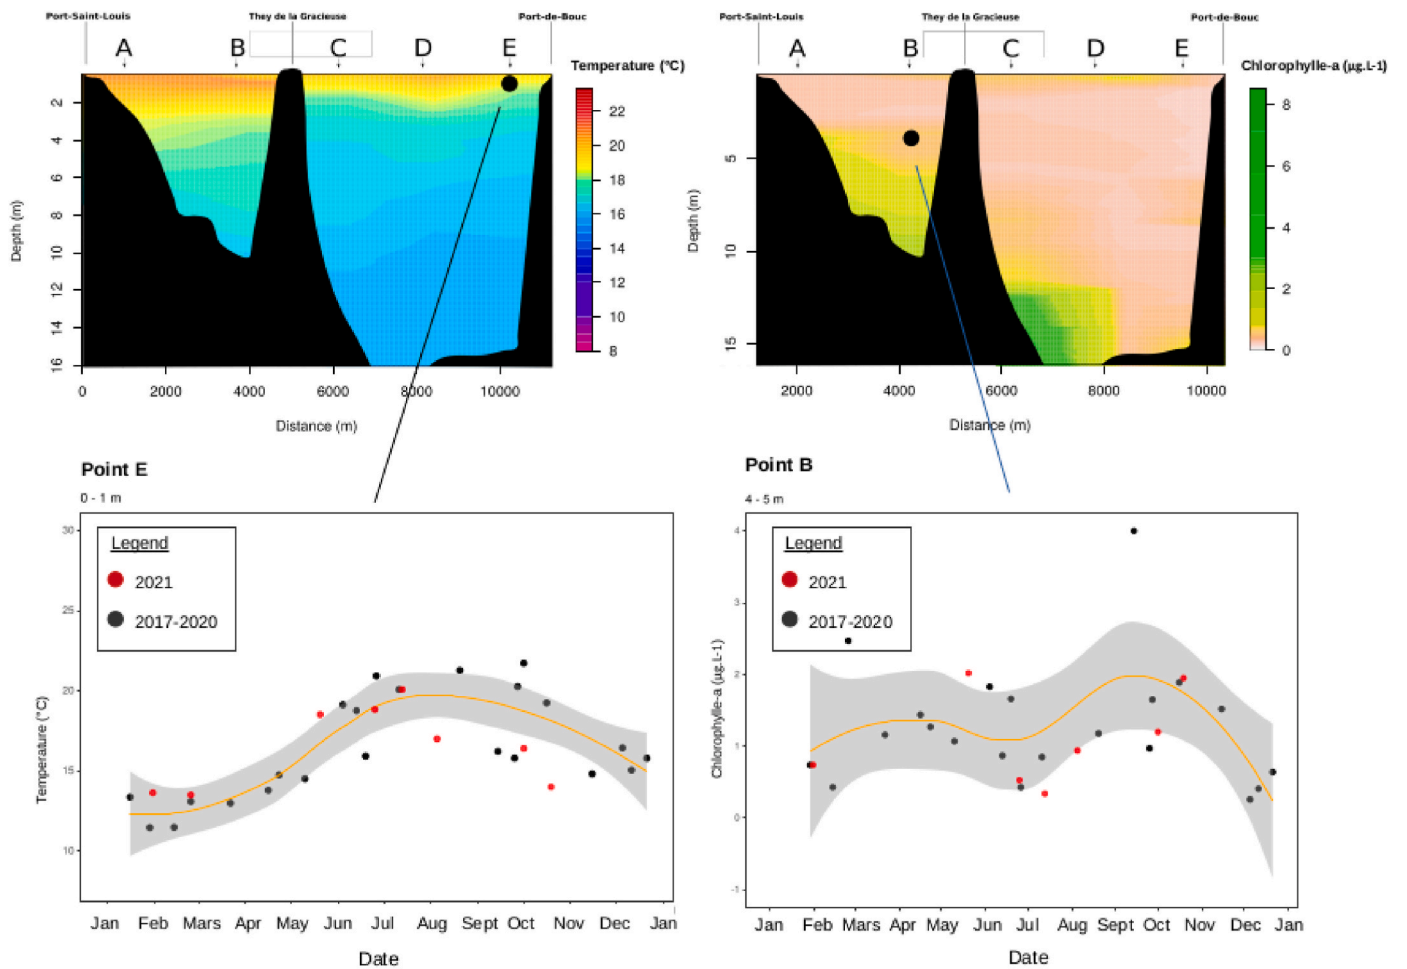 Port-Saint-Louis They de la Gracieuse Port-de-Bouc
A B C D E
Temperature (°C)
22
20
18
16
14
12
10
8
2
4
6
8
10
12
14
16
Depth (m)
0 2000 4000 6000 8000 10000
Distance (m)
Port-Saint-Louis They de la Gracieuse Port-de-Bouc
A B C D E
Chlorophylle-a (µg.L-1)
8
6
4
2
0
5
10
15
Depth (m)
2000 4000 6000 8000 10000
Distance (m)
Point E
0 - 1 m
30
25
20
15
10
Temperature (°C)
Legend
2021
2017-2020
Jan Feb Mars Apr May Jun Jul Aug Sept Oct Nov Dec Jan
Date
Point B
4 - 5 m
4
3
2
1
0
-1
Chlorophylle-a (µg.L-1)
Legend
2021
2017-2020
Jan Feb Mars Apr May Jun Jul Aug Sept Oct Nov Dec Jan
Date